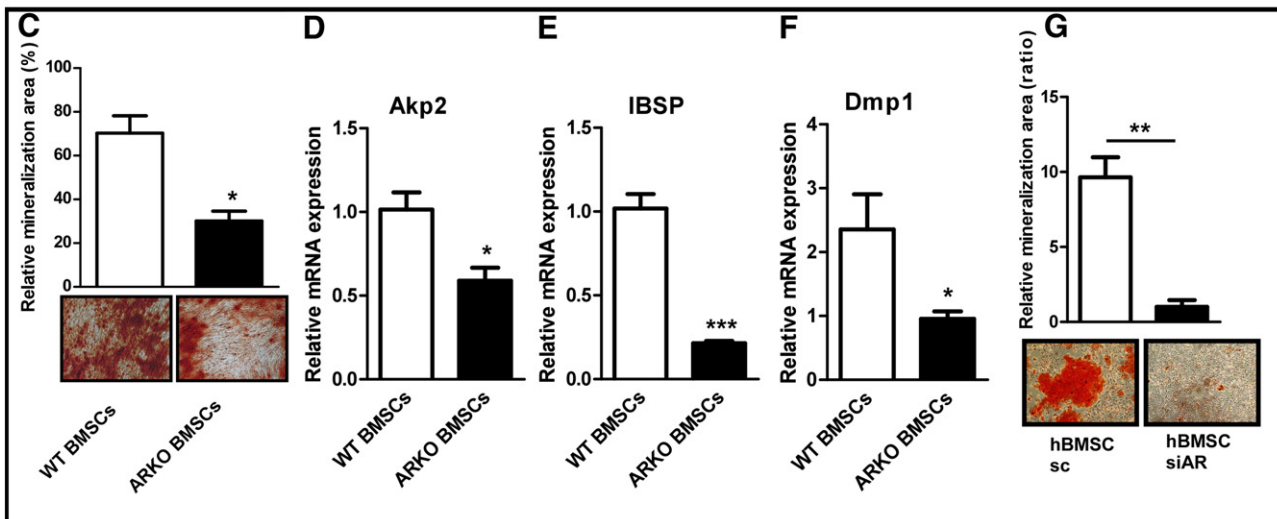 C
Relative mineralization area (%)
100
80
60
40
20
0
*
WT BMSCs
ARKO BMSCs
D
Akp2
Relative mRNA expression
1.5
1.0
0.5
0.0
*
WT BMSCs
ARKO BMSCs
E
IBSP
Relative mRNA expression
1.5
1.0
0.5
0.0
***
WT BMSCs
ARKO BMSCs
F
Dmp1
Relative mRNA expression
4
3
2
1
0
*
WT BMSCs
ARKO BMSCs
G
Relative mineralization area (ratio)
15
10
5
0
**
hBMSC
sc
hBMSC
siAR